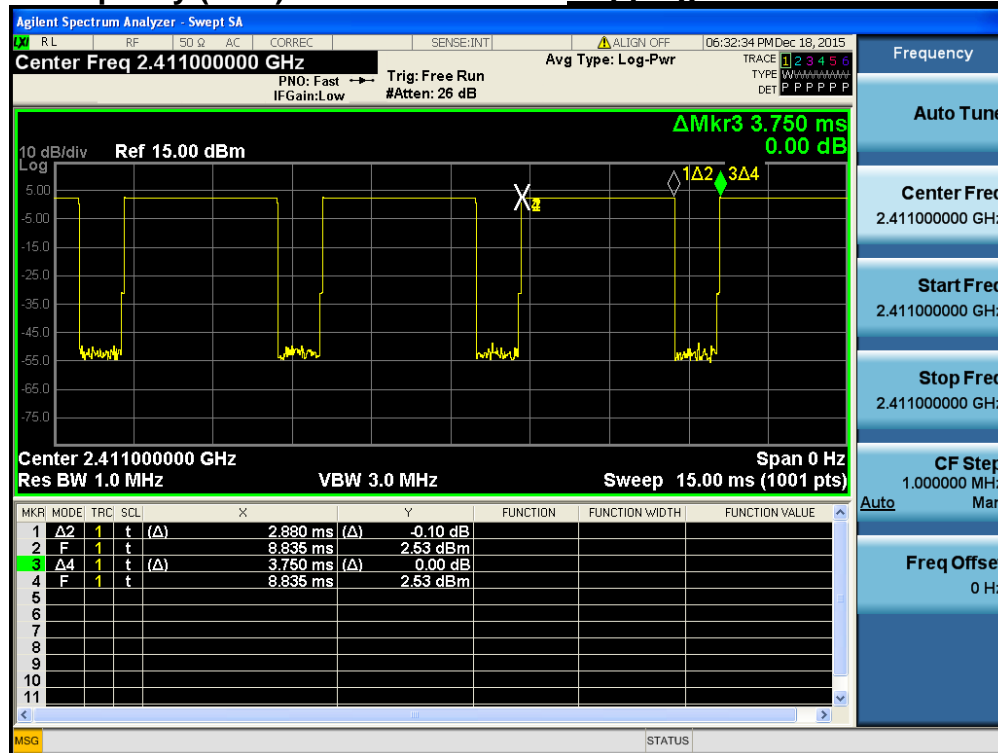 Agilent Spectrum Analyzer - Swept SA
LXI RL RF 50 Ω AC CORREC SENSE:INT ALIGN OFF 06:32:34 PM Dec 18, 2015
Center Freq 2.411000000 GHz
PNO: Fast
IFGain:Low
Trig: Free Run
#Atten: 26 dB
Avg Type: Log-Pwr
TRACE 1 2 3 4 5 6
TYPE
DET P P P P P P
ΔMkr3 3.750 ms
0.00 dB
10 dB/div Ref 15.00 dBm
Log
1Δ2 3Δ4
5.00
-5.00
-15.0
-25.0
-35.0
-45.0
-55.0
-65.0
-75.0
Center 2.411000000 GHz Span 0 Hz
Res BW 1.0 MHz VBW 3.0 MHz Sweep 15.00 ms (1001 pts)
MKR MODE TRC SCL X Y FUNCTION FUNCTION WIDTH FUNCTION VALUE
1 Δ2 1 t (Δ) 2.880 ms (Δ) -0.10 dB
2 F 1 t 8.835 ms 2.53 dBm
3 Δ4 1 t (Δ) 3.750 ms (Δ) 0.00 dB
4 F 1 t 8.835 ms 2.53 dBm
5
6
7
8
9
10
11
MSG STATUS
Frequency
Auto Tune
Center Freq
2.411000000 GHz
Start Freq
2.411000000 GHz
Stop Freq
2.411000000 GHz
CF Step
1.000000 MHz
Auto Man
Freq Offset
0 Hz